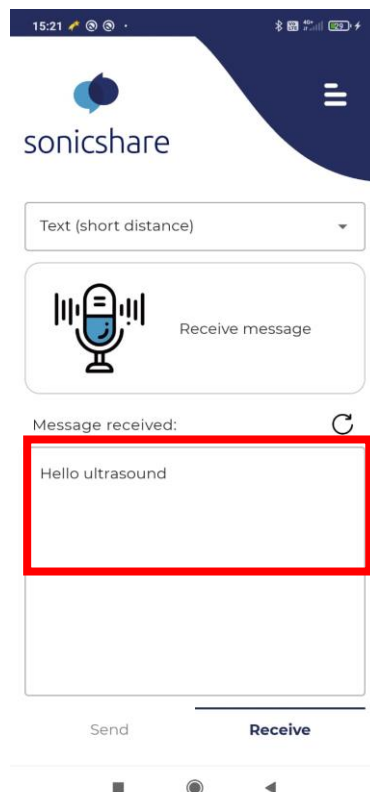 15:21
sonicshare
Text (short distance)
Receive message
Message received:
Hello ultrasound
Send
Receive